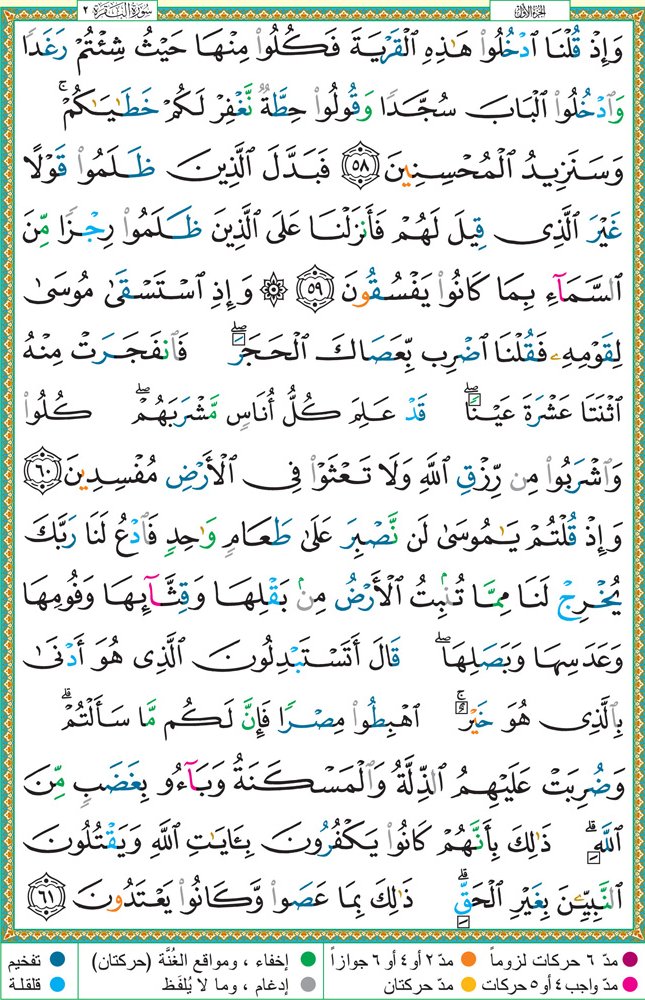 الجزء الأول
سورة البقرة ٢
وَإِذْ قُلْنَا ٱدْخُلُوا۟ هَٰذِهِ ٱلْقَرْيَةَ فَكُلُوا۟ مِنْهَا حَيْثُ شِئْتُمْ رَغَدًا
وَٱدْخُلُوا۟ ٱلْبَابَ سُجَّدًا وَقُولُوا۟ حِطَّةٌ نَّغْفِرْ لَكُمْ خَطَٰيَٰكُمْ ۚ
وَسَنَزِيدُ ٱلْمُحْسِنِينَ ٥٨ فَبَدَّلَ ٱلَّذِينَ ظَلَمُوا۟ قَوْلًا
غَيْرَ ٱلَّذِى قِيلَ لَهُمْ فَأَنزَلْنَا عَلَى ٱلَّذِينَ ظَلَمُوا۟ رِجْزًا مِّنَ
ٱلسَّمَآءِ بِمَا كَانُوا۟ يَفْسُقُونَ ٥٩ ۞ وَإِذِ ٱسْتَسْقَىٰ مُوسَىٰ
لِقَوْمِهِۦ فَقُلْنَا ٱضْرِب بِّعَصَاكَ ٱلْحَجَرَ ۖ فَٱنفَجَرَتْ مِنْهُ
ٱثْنَتَا عَشْرَةَ عَيْنًا ۖ قَدْ عَلِمَ كُلُّ أُنَاسٍ مَّشْرَبَهُمْ ۖ كُلُوا۟
وَٱشْرَبُوا۟ مِن رِّزْقِ ٱللَّهِ وَلَا تَعْثَوْا۟ فِى ٱلْأَرْضِ مُفْسِدِينَ ٦٠
وَإِذْ قُلْتُمْ يَٰمُوسَىٰ لَن نَّصْبِرَ عَلَىٰ طَعَامٍ وَٰحِدٍ فَٱدْعُ لَنَا رَبَّكَ
يُخْرِجْ لَنَا مِمَّا تُنۢبِتُ ٱلْأَرْضُ مِنۢ بَقْلِهَا وَقِثَّآئِهَا وَفُومِهَا
وَعَدَسِهَا وَبَصَلِهَا ۖ قَالَ أَتَسْتَبْدِلُونَ ٱلَّذِى هُوَ أَدْنَىٰ
بِٱلَّذِى هُوَ خَيْرٌ ۚ ٱهْبِطُوا۟ مِصْرًا فَإِنَّ لَكُم مَّا سَأَلْتُمْ ۗ
وَضُرِبَتْ عَلَيْهِمُ ٱلذِّلَّةُ وَٱلْمَسْكَنَةُ وَبَآءُو بِغَضَبٍ مِّنَ
ٱللَّهِ ۗ ذَٰلِكَ بِأَنَّهُمْ كَانُوا۟ يَكْفُرُونَ بِـَٔايَٰتِ ٱللَّهِ وَيَقْتُلُونَ
ٱلنَّبِيِّـۧنَ بِغَيْرِ ٱلْحَقِّ ۗ ذَٰلِكَ بِمَا عَصَوا۟ وَّكَانُوا۟ يَعْتَدُونَ ٦١
مدّ ٦ حركات لزوماً مدّ ٢ أو ٤ أو ٦ جوازاً إخفاء ، ومواقع الغُنَّة (حركتان) تفخيم
مدّ واجب ٤ أو ٥ حركات مدّ حركتان إدغام ، وما لا يُلفَظ قلقلة